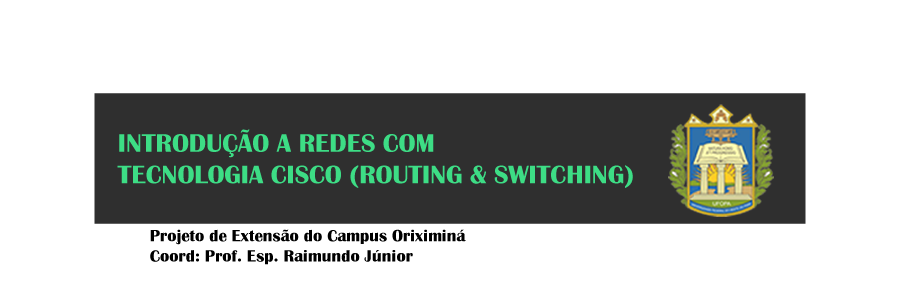 INTRODUÇÃO A REDES COM
TECNOLOGIA CISCO (ROUTING & SWITCHING)
UFOPA
Projeto de Extensão do Campus Oriximiná
Coord: Prof. Esp. Raimundo Júnior